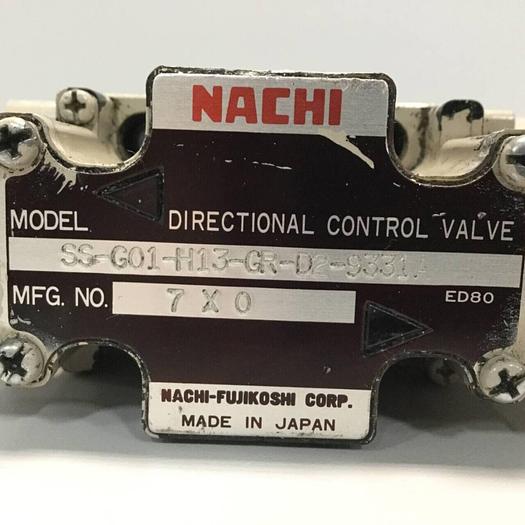 NACHI
MODEL DIRECTIONAL CONTROL VALVE
SS-G01-H13-GR-D2-9331J
MFG. NO. 7 X 0 ED80
NACHI-FUJIKOSHI CORP.
MADE IN JAPAN